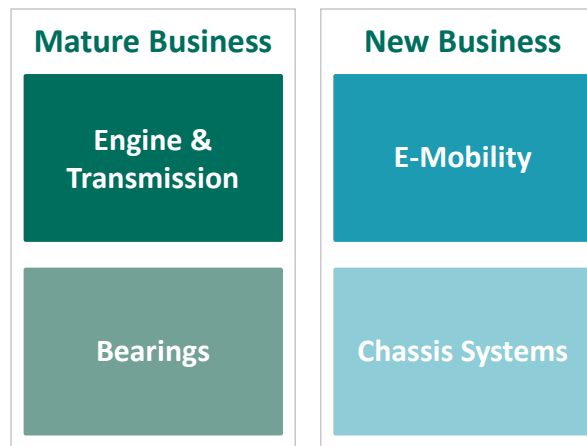 Mature Business
Engine &
Transmission
Bearings
New Business
E-Mobility
Chassis Systems